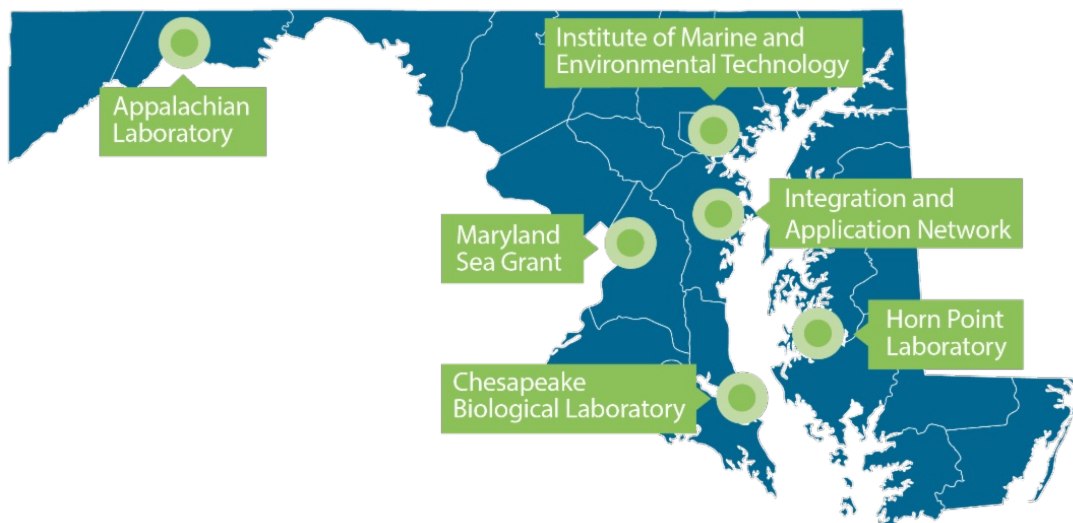 Institute of Marine and
Environmental Technology
Appalachian
Laboratory
Integration and
Application Network
Maryland
Sea Grant
Horn Point
Laboratory
Chesapeake
Biological Laboratory